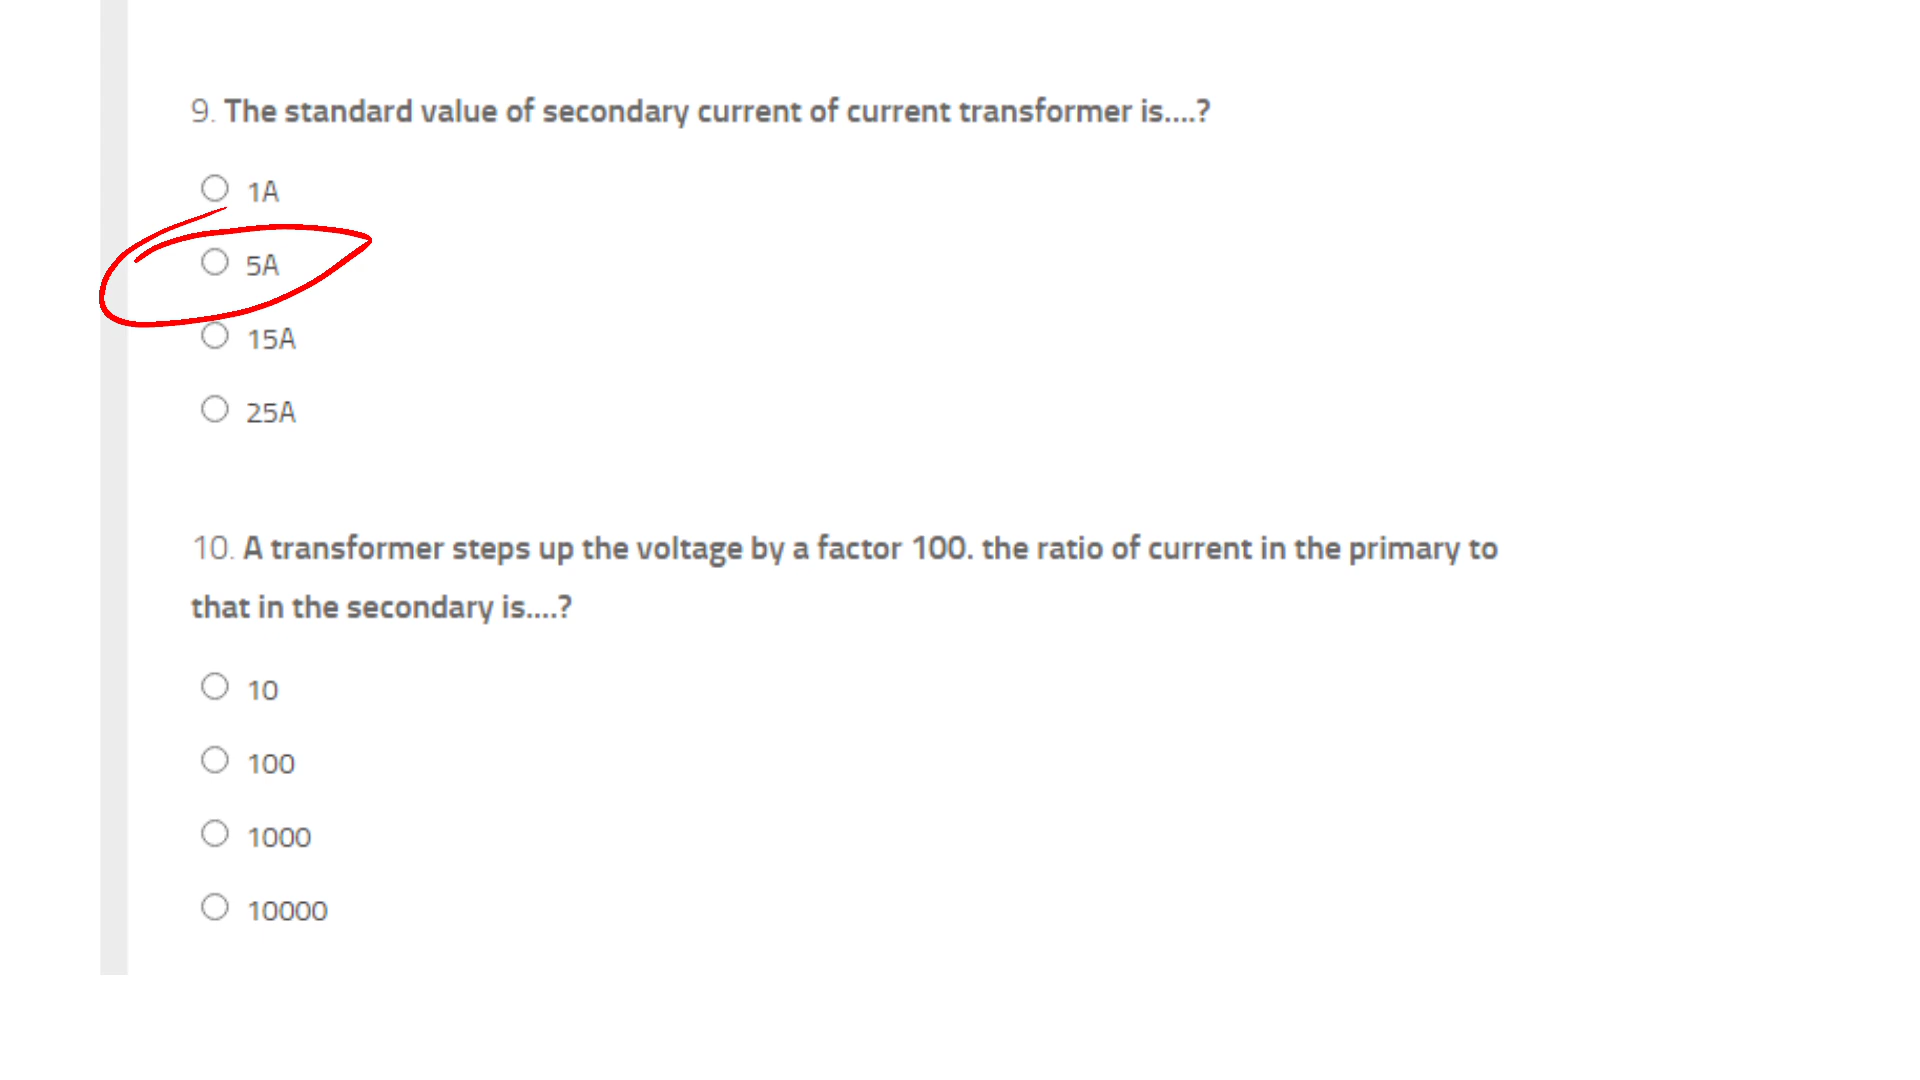 9. The standard value of secondary current of current transformer is....?
1A
5A
15A
25A
10. A transformer steps up the voltage by a factor 100. the ratio of current in the primary to
that in the secondary is....?
10
100
1000
10000